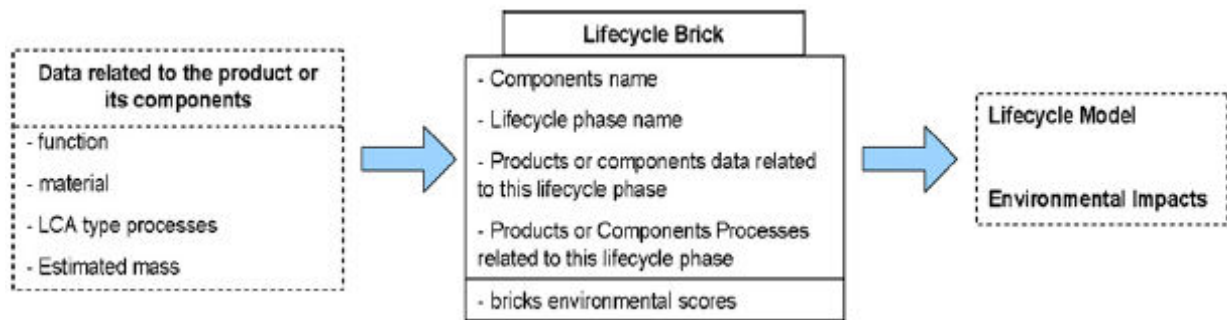 Data related to the product or
its components
- function
- material
- LCA type processes
- Estimated mass
Lifecycle Brick
- Components name
- Lifecycle phase name
- Products or components data related
to this lifecycle phase
- Products or Components Processes
related to this lifecycle phase
- bricks environmental scores
Lifecycle Model
Environmental Impacts